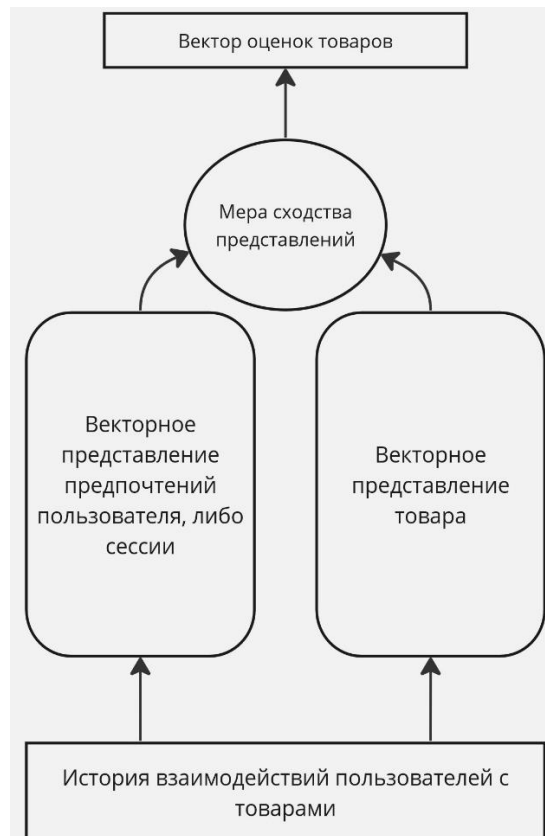 Вектор оценок товаров
Мера сходства
представлений
Векторное
представление
предпочтений
пользователя, либо
сессии
Векторное
представление
товара
История взаимодействий пользователей с
товарами